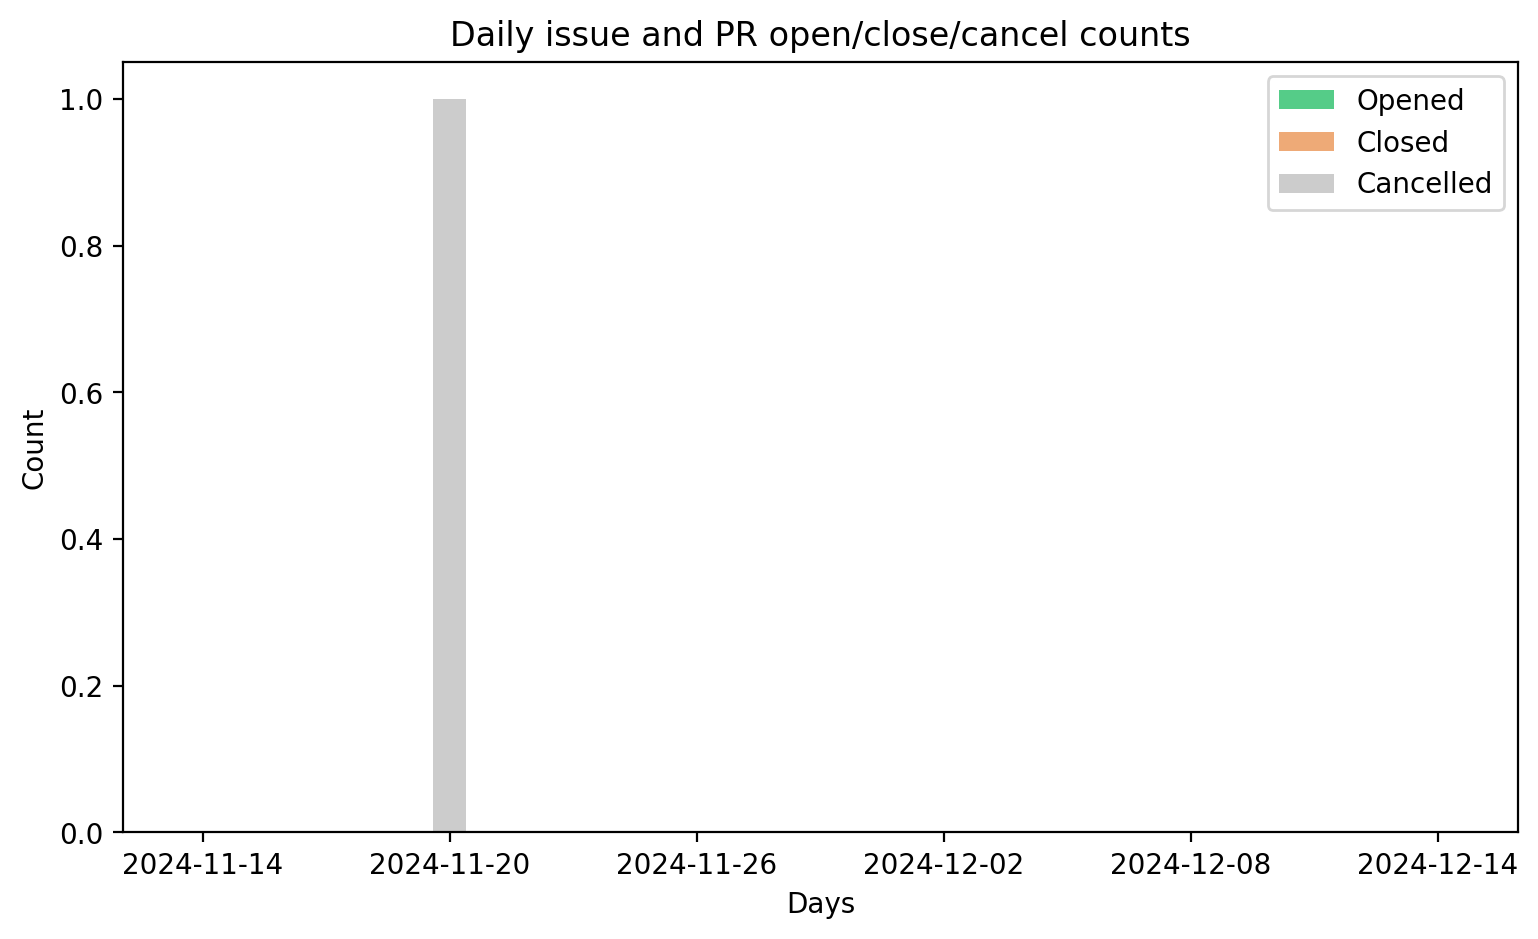 Daily issue and PR open/close/cancel counts
Opened
Closed
Cancelled
1.0
0.8
0.6
0.4
0.2
0.0
Count
2024-11-14 2024-11-20 2024-11-26 2024-12-02 2024-12-08 2024-12-14
Days